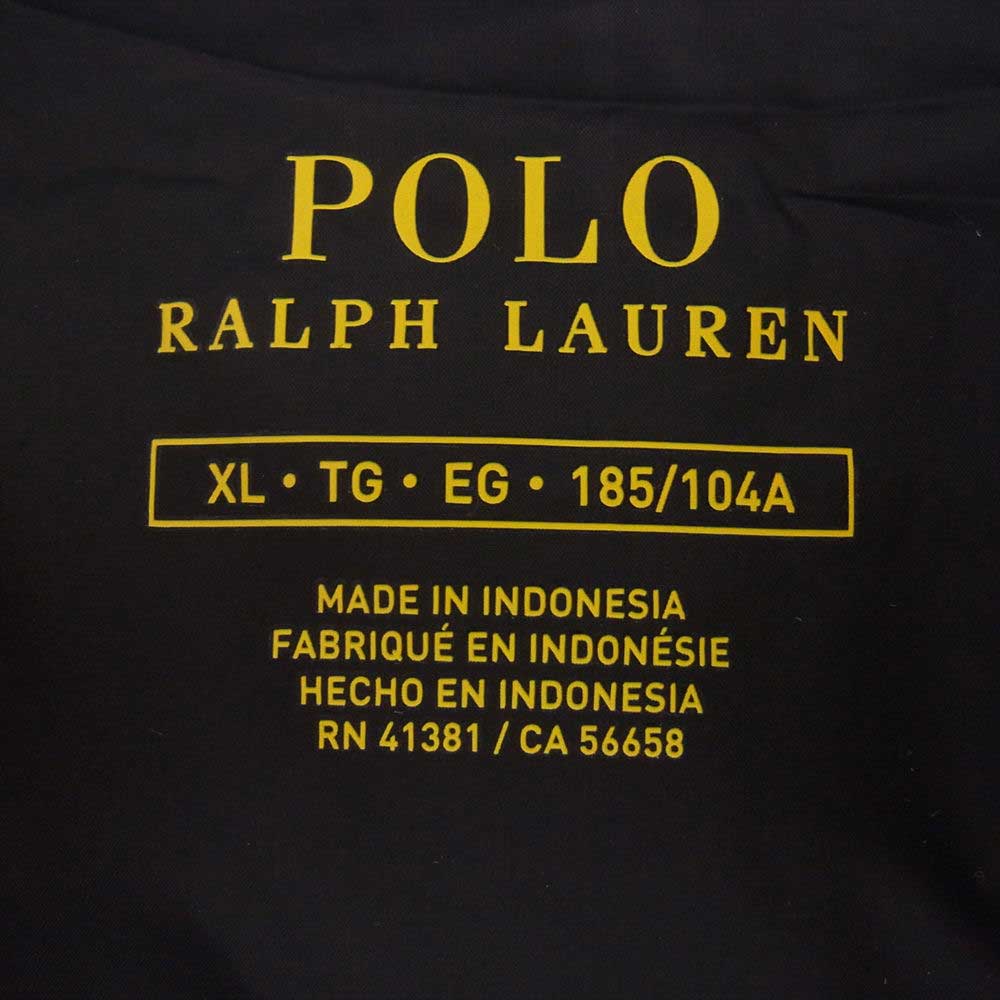 POLO
RALPH LAUREN
XL • TG • EG • 185/104A
MADE IN INDONESIA
FABRIQUÉ EN INDONÉSIE
HECHO EN INDONESIA
RN 41381 / CA 56658